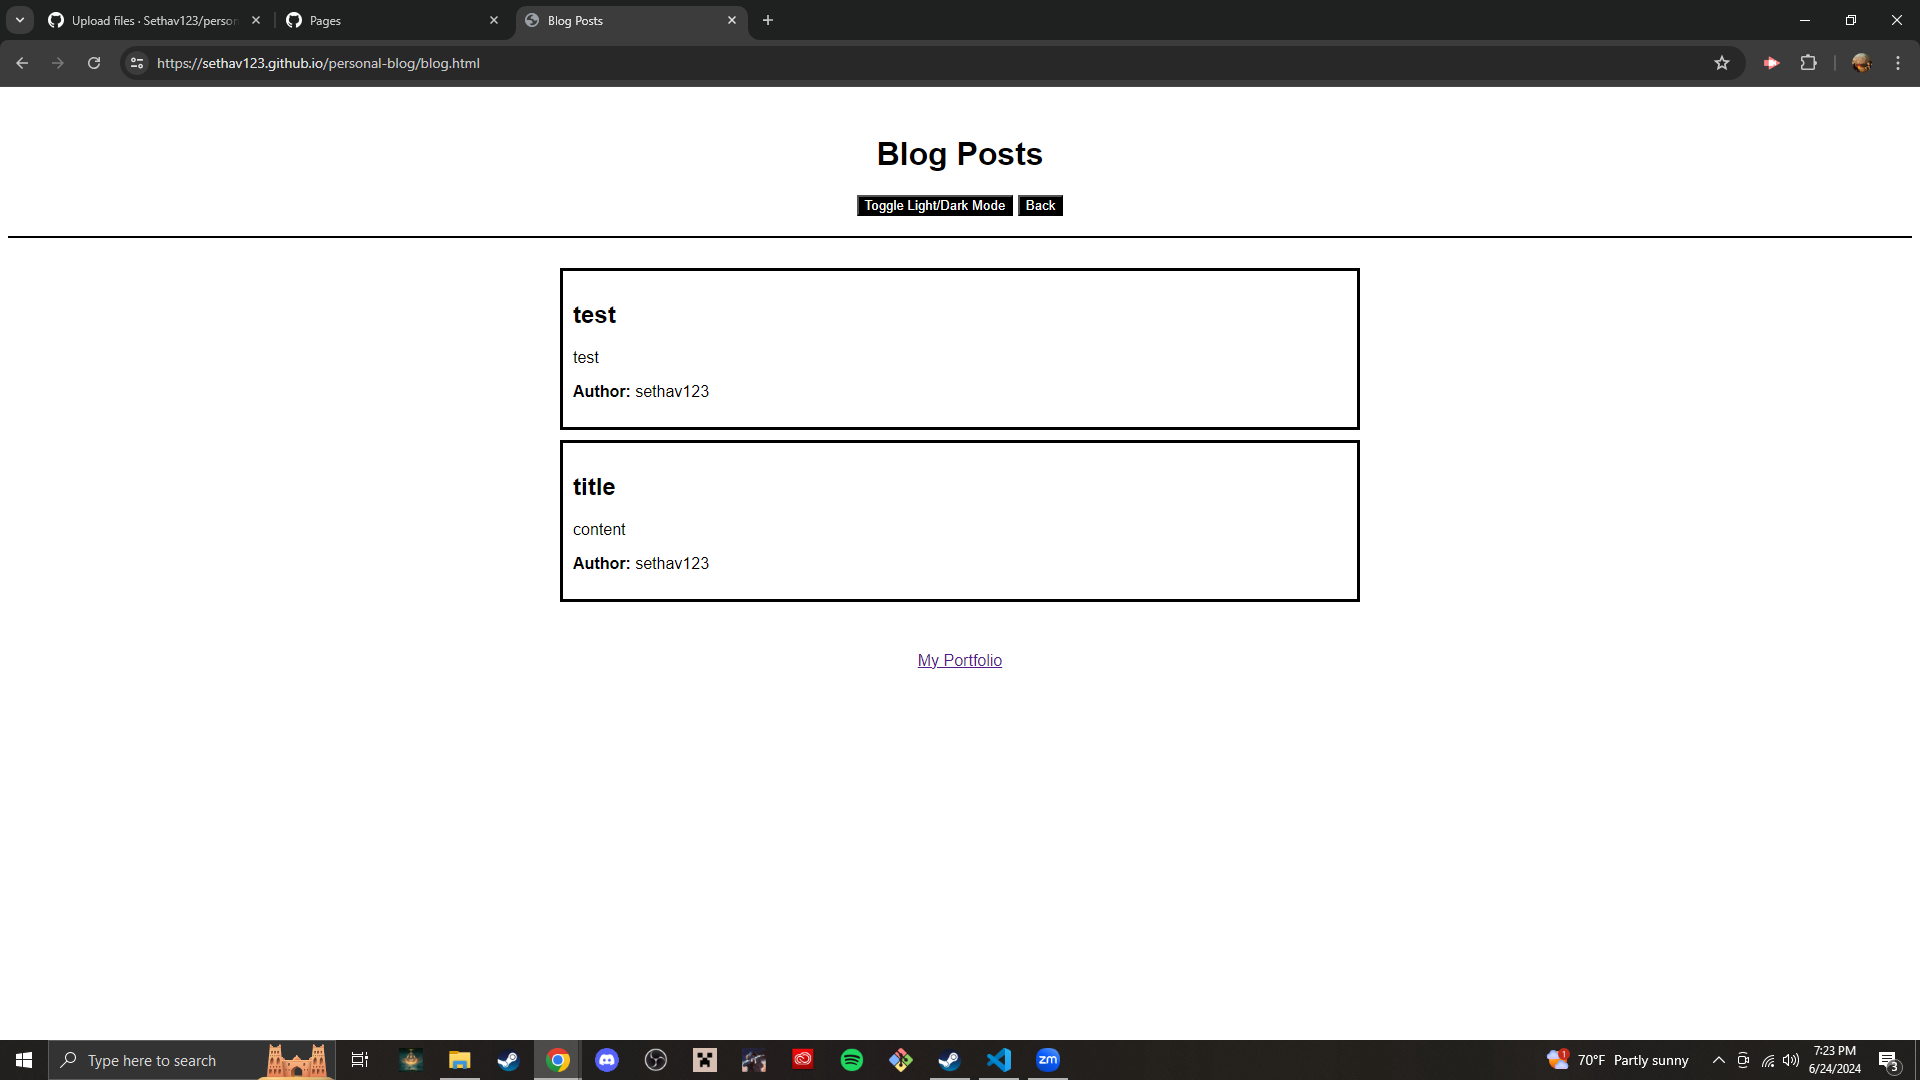 Upload files · Sethav123/person
Pages
Blog Posts
https://sethav123.github.io/personal-blog/blog.html
Blog Posts
Toggle Light/Dark Mode Back
test
test
Author: sethav123
title
content
Author: sethav123
My Portfolio
Type here to search
zm
1
70°F Partly sunny
7:23 PM
6/24/2024
3